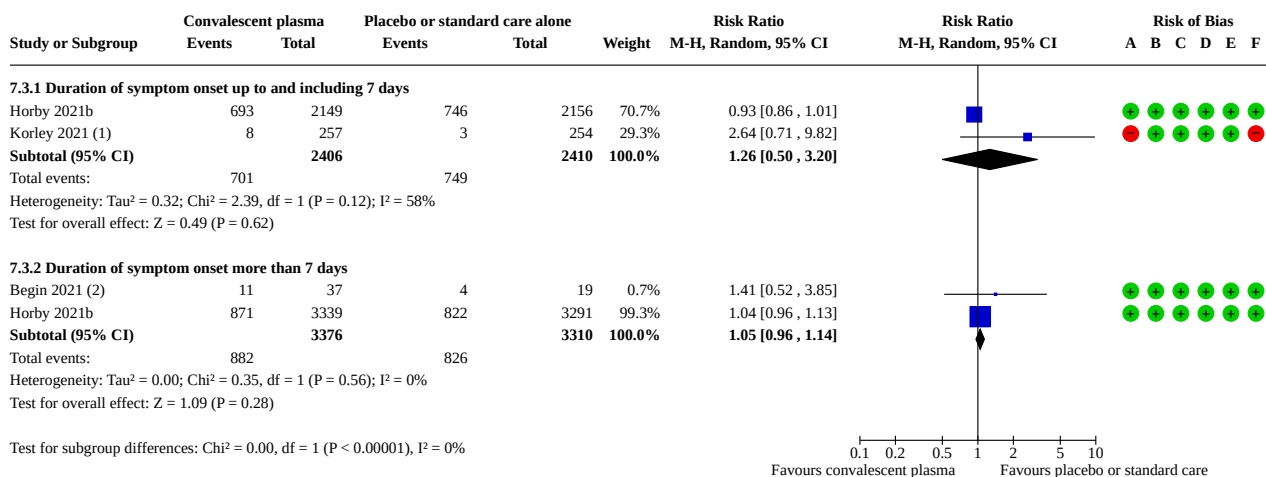 Convalescent plasma Placebo or standard care alone Risk Ratio Risk Ratio Risk of Bias
Study or Subgroup Events Total Events Total Weight M-H, Random, 95% CI M-H, Random, 95% CI A B C D E F
7.3.1 Duration of symptom onset up to and including 7 days
Horby 2021b 693 2149 746 2156 70.7% 0.93 [0.86 , 1.01] + + + + + +
Korley 2021 (1) 8 257 3 254 29.3% 2.64 [0.71 , 9.82] − + + + + −
Subtotal (95% CI) 2406 2410 100.0% 1.26 [0.50 , 3.20]
Total events: 701 749
Heterogeneity: Tau² = 0.32; Chi² = 2.39, df = 1 (P = 0.12); I² = 58%
Test for overall effect: Z = 0.49 (P = 0.62)
7.3.2 Duration of symptom onset more than 7 days
Begin 2021 (2) 11 37 4 19 0.7% 1.41 [0.52 , 3.85] + + + + + +
Horby 2021b 871 3339 822 3291 99.3% 1.04 [0.96 , 1.13] + + + + + +
Subtotal (95% CI) 3376 3310 100.0% 1.05 [0.96 , 1.14]
Total events: 882 826
Heterogeneity: Tau² = 0.00; Chi² = 0.35, df = 1 (P = 0.56); I² = 0%
Test for overall effect: Z = 1.09 (P = 0.28)
Test for subgroup differences: Chi² = 0.00, df = 1 (P < 0.00001), I² = 0%
0.1 0.2 0.5 1 2 5 10
Favours convalescent plasma Favours placebo or standard care